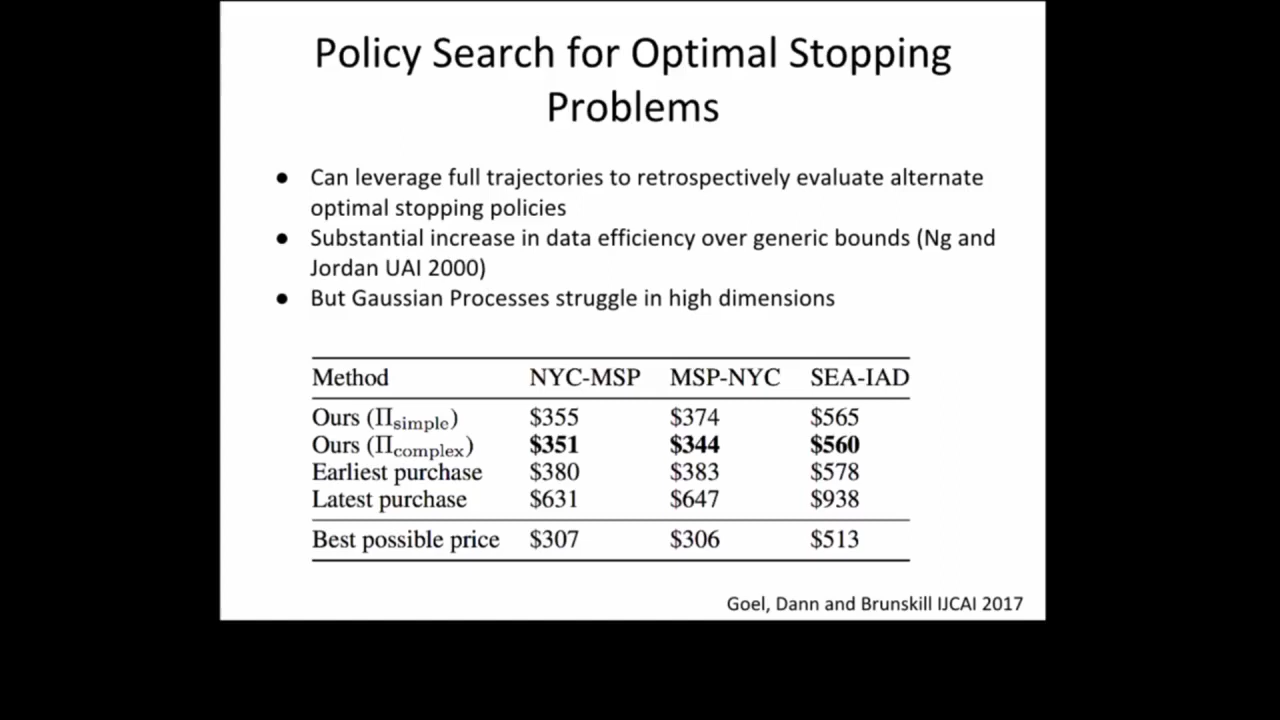 Policy Search for Optimal Stopping
Problems
● Can leverage full trajectories to retrospectively evaluate alternate
optimal stopping policies
● Substantial increase in data efficiency over generic bounds (Ng and
Jordan UAI 2000)
● But Gaussian Processes struggle in high dimensions
Method NYC-MSP MSP-NYC SEA-IAD
Ours (Πsimple) $355 $374 $565
Ours (Πcomplex) $351 $344 $560
Earliest purchase $380 $383 $578
Latest purchase $631 $647 $938
Best possible price $307 $306 $513
Goel, Dann and Brunskill IJCAI 2017